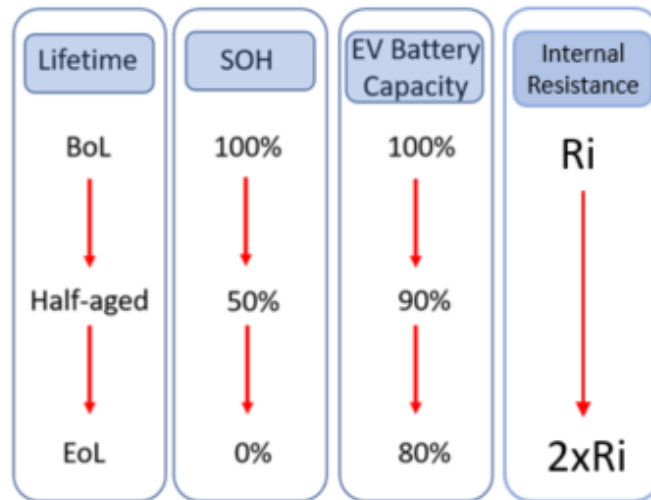 Lifetime
SOH
EV Battery
Capacity
Internal
Resistance
BoL
100%
100%
Ri
Half-aged
50%
90%
EoL
0%
80%
2xRi